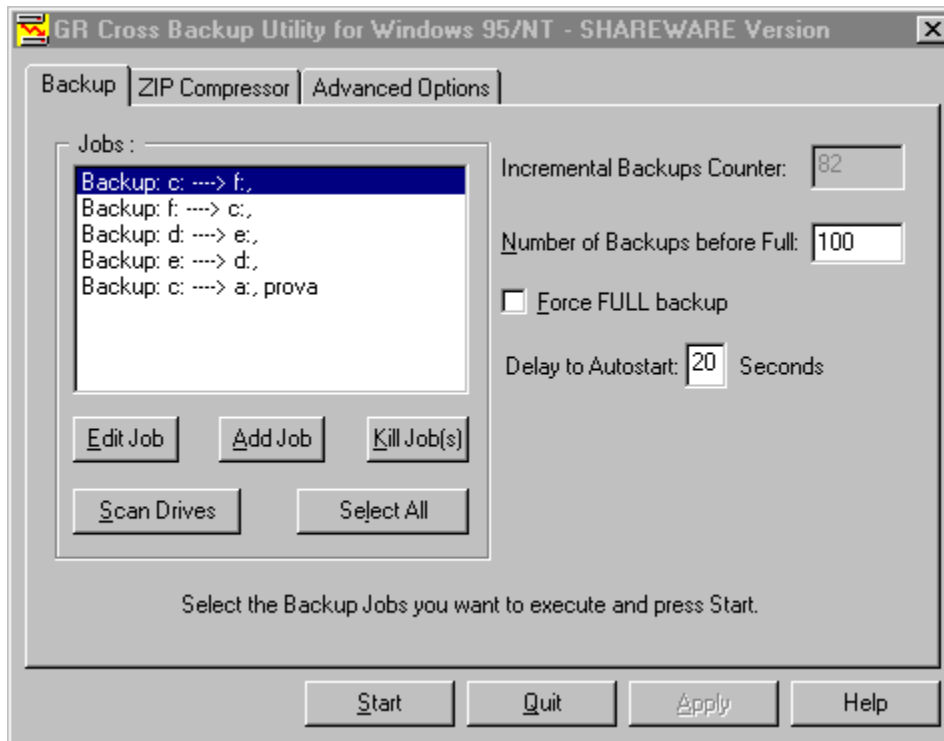 GR Cross Backup Utility for Windows 95/NT - SHAREWARE Version
Backup ZIP Compressor Advanced Options
Jobs :
Backup: c: ----> f:,
Backup: f: ----> c:,
Backup: d: ----> e:,
Backup: e: ----> d:,
Backup: c: ----> a:, prova
Edit Job Add Job Kill Job(s)
Scan Drives Select All
Incremental Backups Counter: 82
Number of Backups before Full: 100
Force FULL backup
Delay to Autostart: 20 Seconds
Select the Backup Jobs you want to execute and press Start.
Start Quit Apply Help